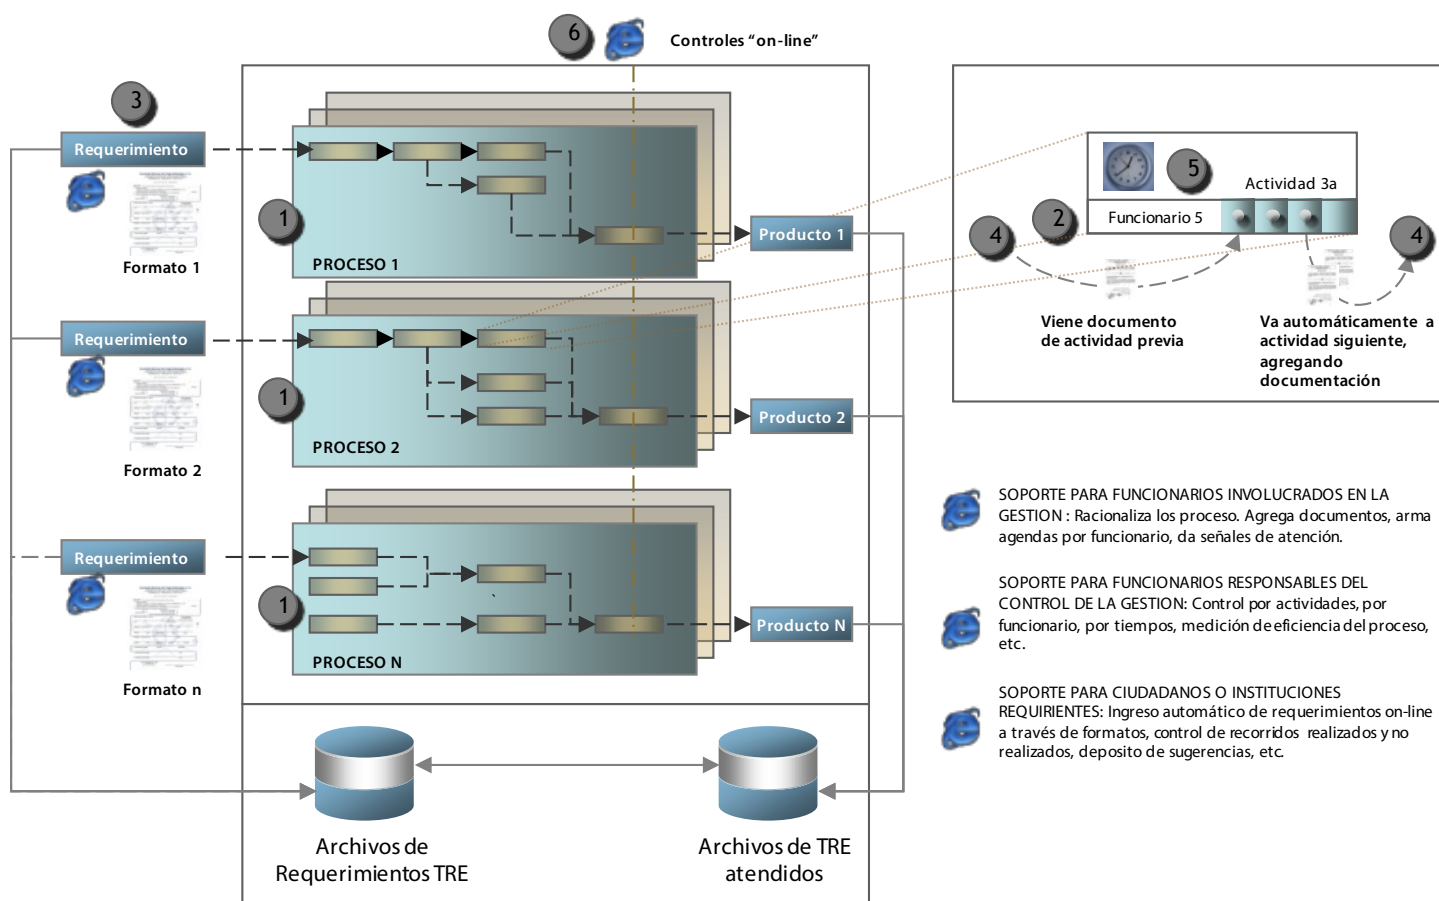 6
Controles "on-line"
3
Requerimiento
Formato 1
1
PROCESO 1
Producto 1
Requerimiento
Formato 2
1
PROCESO 2
Producto 2
Requerimiento
Formato n
1
PROCESO N
Producto N
Archivos de
Requerimientos TRE
Archivos de TRE
atendidos
5
Actividad 3a
2
Funcionario 5
4
4
Viene documento
de actividad previa
Va automáticamente a
actividad siguiente,
agregando
documentación
SOPORTE PARA FUNCIONARIOS INVOLUCRADOS EN LA
GESTION : Racionaliza los proceso. Agrega documentos, arma
agendas por funcionario, da señales de atención.
SOPORTE PARA FUNCIONARIOS RESPONSABLES DEL
CONTROL DE LA GESTION: Control por actividades, por
funcionario, por tiempos, medición de eficiencia del proceso,
etc.
SOPORTE PARA CIUDADANOS O INSTITUCIONES
REQUIRIENTES: Ingreso automático de requerimientos on-line
a través de formatos, control de recorridos realizados y no
realizados, deposito de sugerencias, etc.